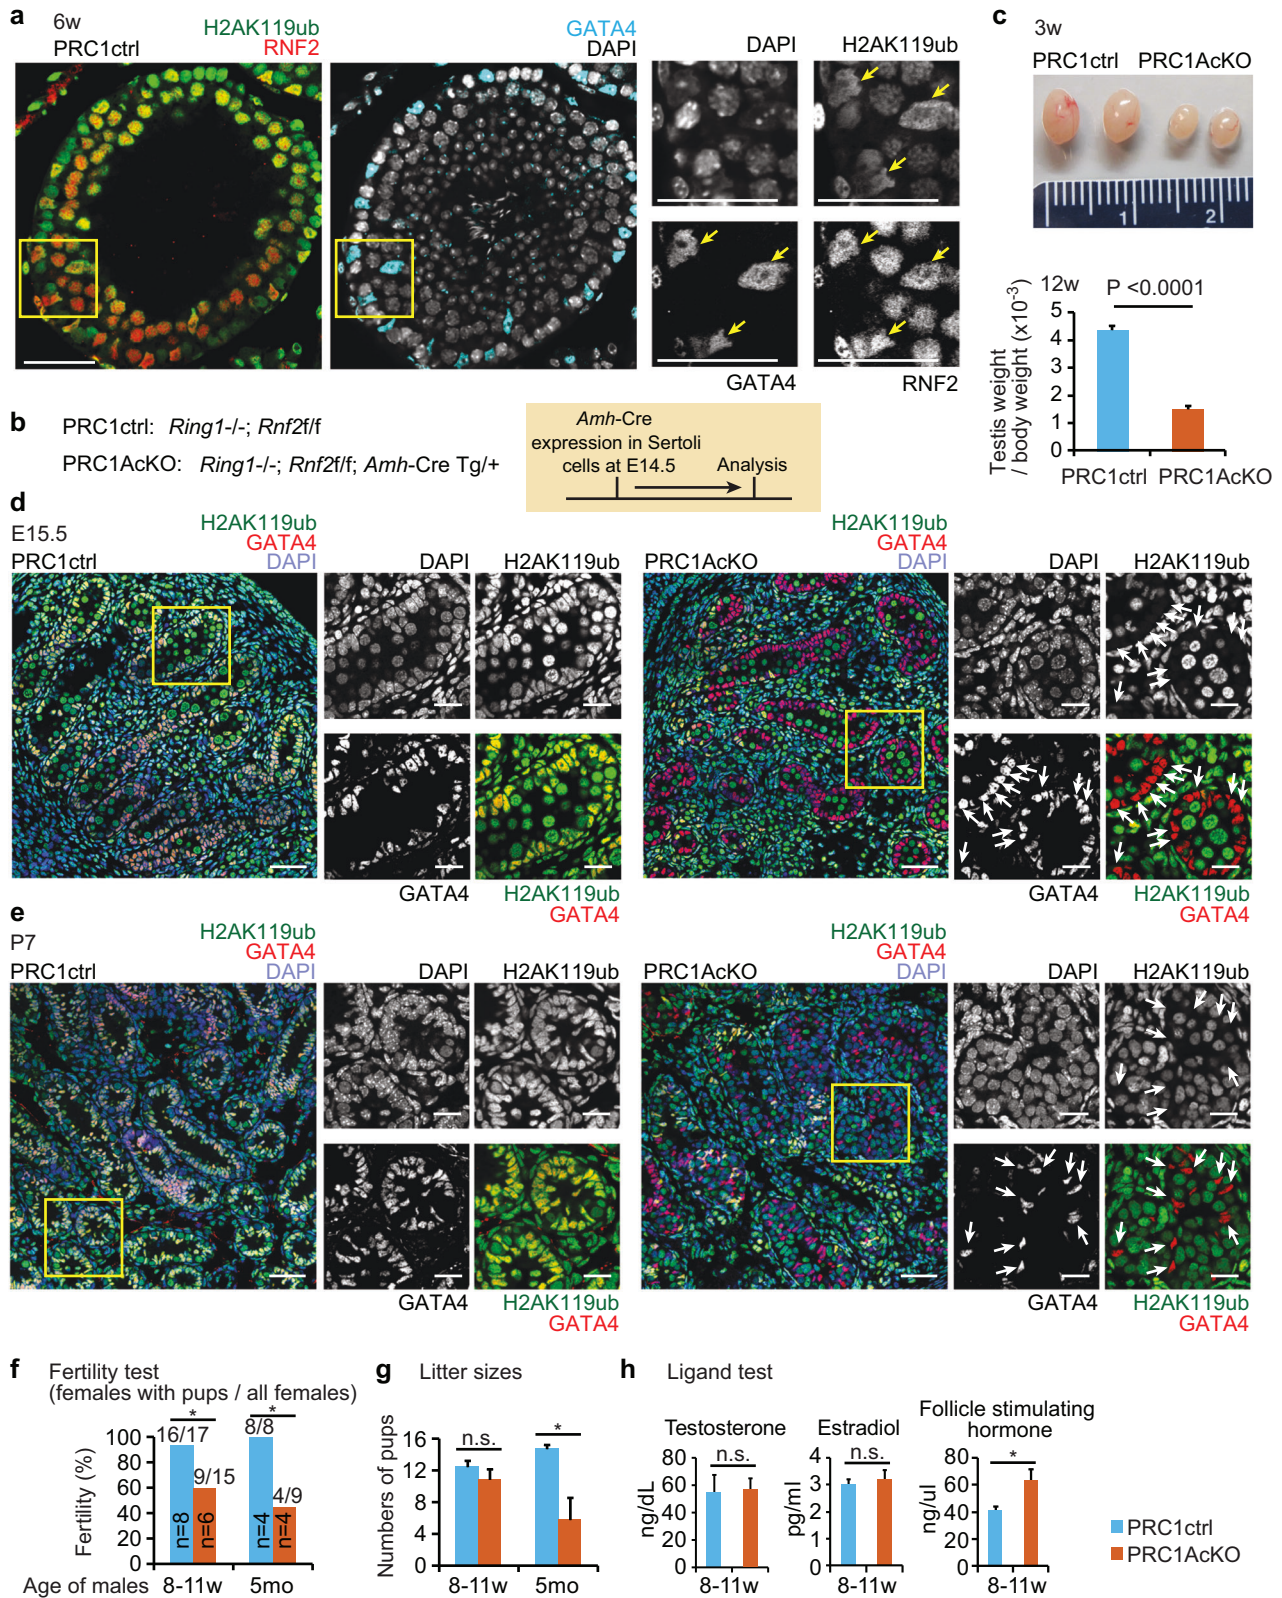 a
6w
PRC1ctrl
H2AK119ub
RNF2
GATA4
DAPI
DAPI
H2AK119ub
GATA4
RNF2
c
3w
PRC1ctrl PRC1AcKO
1 2
12w
P <0.0001
Testis weight
/ body weight (x10-3)
5
4
3
2
1
0
PRC1ctrl PRC1AcKO
b
PRC1ctrl: Ring1-/-; Rnf2f/f
PRC1AcKO: Ring1-/-; Rnf2f/f; Amh-Cre Tg/+
Amh-Cre
expression in Sertoli
cells at E14.5
Analysis
d
E15.5
PRC1ctrl
H2AK119ub
GATA4
DAPI
DAPI
H2AK119ub
GATA4
H2AK119ub
GATA4
PRC1AcKO
H2AK119ub
GATA4
DAPI
DAPI
H2AK119ub
GATA4
H2AK119ub
GATA4
e
P7
PRC1ctrl
H2AK119ub
GATA4
DAPI
DAPI
H2AK119ub
GATA4
H2AK119ub
GATA4
PRC1AcKO
H2AK119ub
GATA4
DAPI
DAPI
H2AK119ub
GATA4
H2AK119ub
GATA4
f
Fertility test
(females with pups / all females)
Fertility (%)
100
80
60
40
20
0
*
16/17
9/15
n=8
n=6
*
8/8
4/9
n=4
n=4
Age of males 8-11w 5mo
g
Litter sizes
Numbers of pups
16
12
8
4
0
n.s.
*
8-11w 5mo
h
Ligand test
Testosterone
ng/dL
80
60
40
20
0
n.s.
8-11w
Estradiol
pg/ml
4
3
2
1
0
n.s.
8-11w
Follicle stimulating
hormone
ng/ul
80
60
40
20
0
*
8-11w
PRC1ctrl
PRC1AcKO